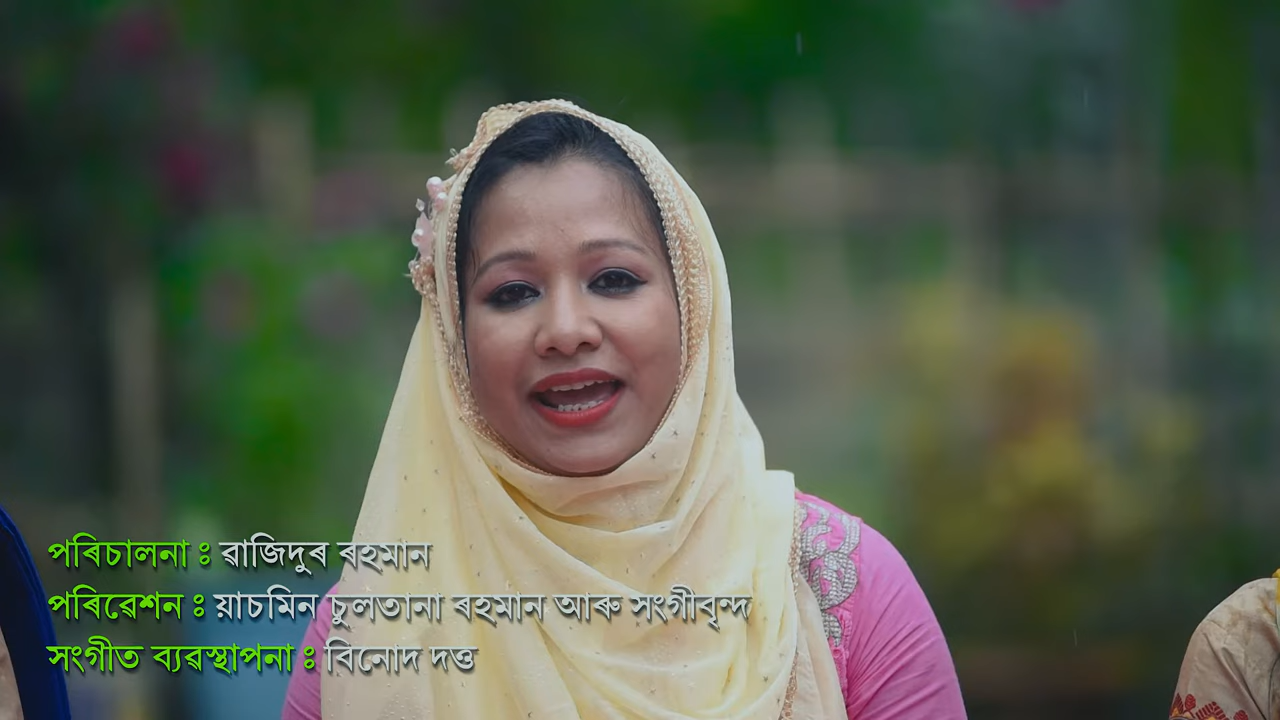 পৰিচালনা ঃ ৱাজিদুৰ ৰহমান
পৰিৱেশন ঃ য়াচমিন চুলতানা ৰহমান আৰু সংগীবৃন্দ
সংগীত ব্যৱস্থাপনা ঃ বিনোদ দত্ত